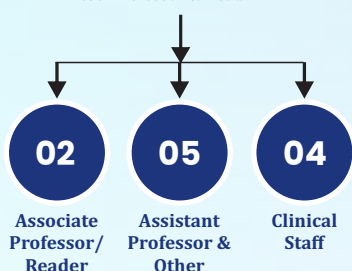 02
05
04
Associate
Professor/
Reader
Assistant
Professor &
Other
Clinical
Staff